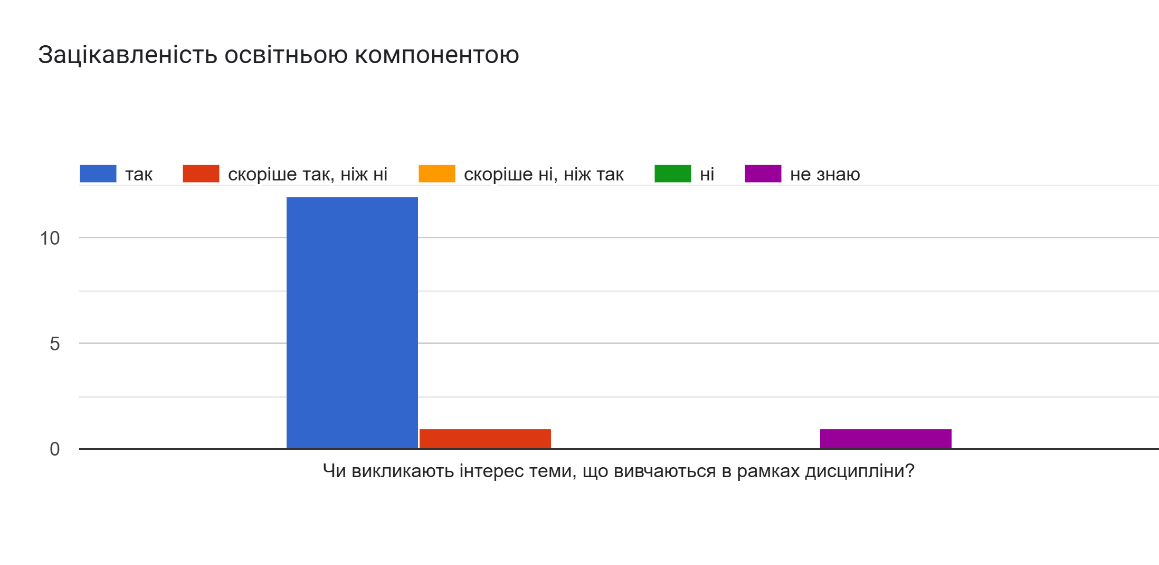 Зацікавленість освітньою компонентою
так скоріше так, ніж ні скоріше ні, ніж так ні не знаю
10
5
0
Чи викликають інтерес теми, що вивчаються в рамках дисципліни?